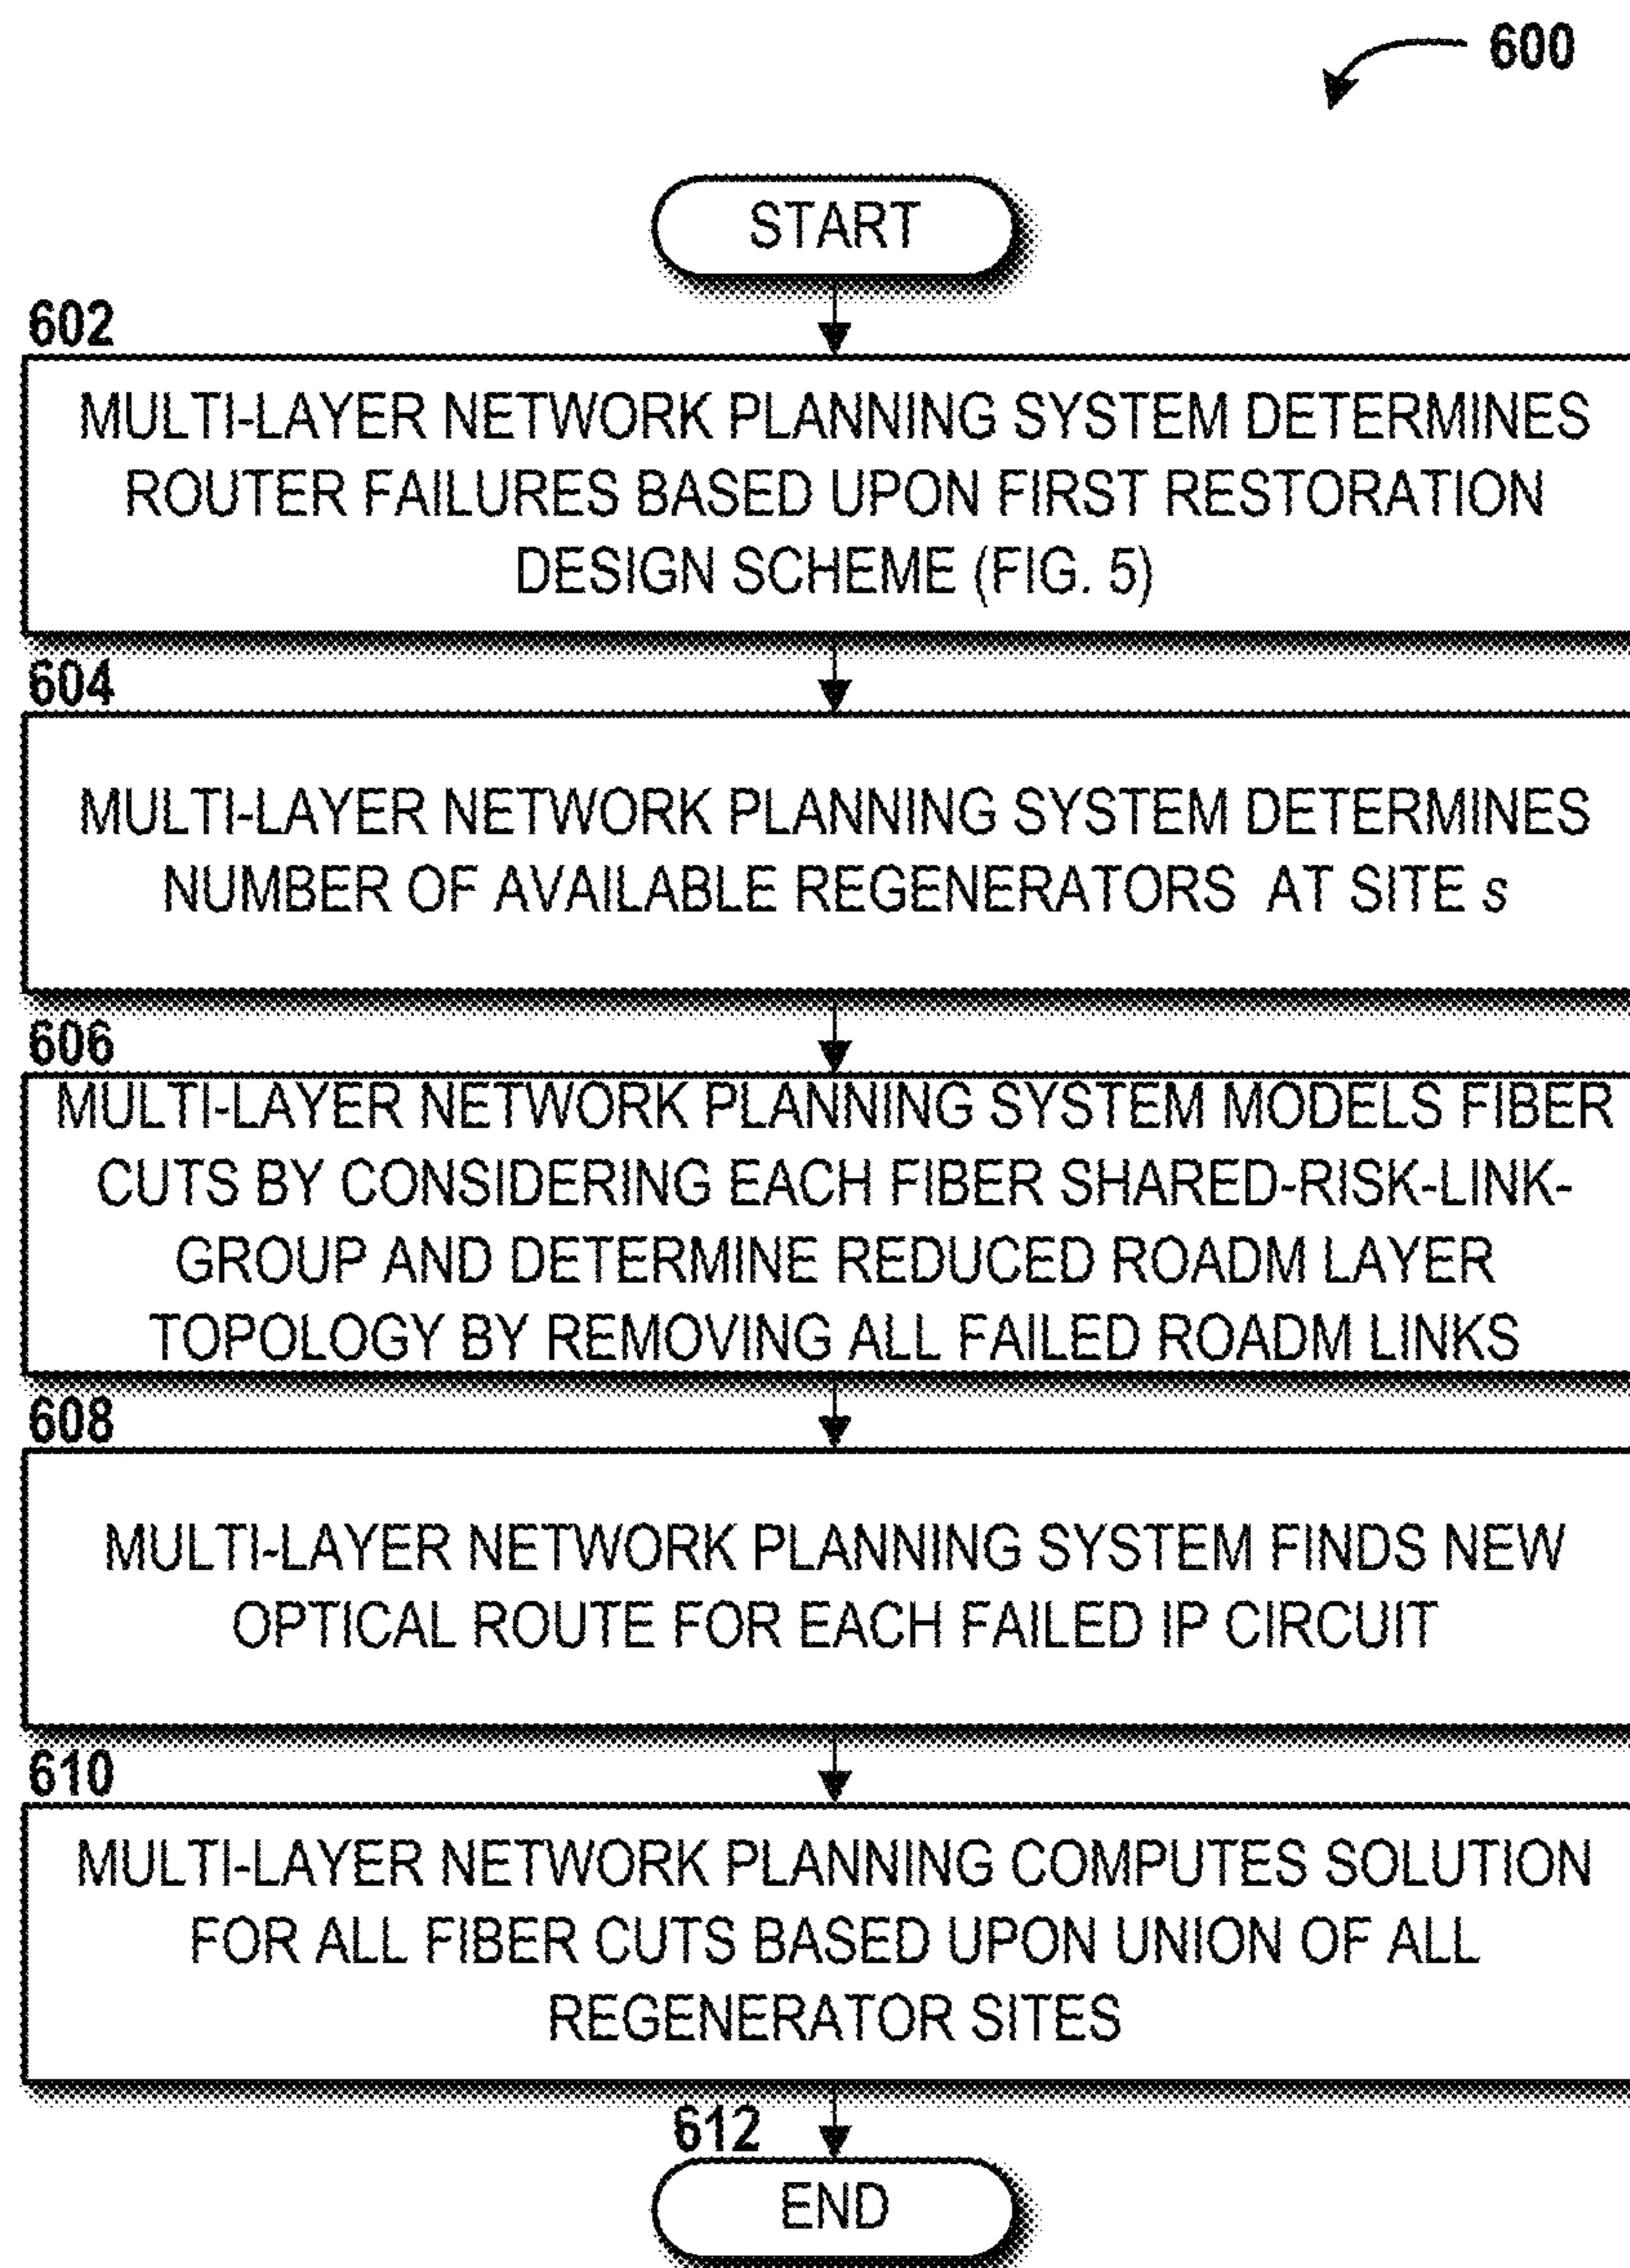 600
START
602
MULTI-LAYER NETWORK PLANNING SYSTEM DETERMINES
ROUTER FAILURES BASED UPON FIRST RESTORATION
DESIGN SCHEME (FIG. 5)
604
MULTI-LAYER NETWORK PLANNING SYSTEM DETERMINES
NUMBER OF AVAILABLE REGENERATORS AT SITE s
606
MULTI-LAYER NETWORK PLANNING SYSTEM MODELS FIBER
CUTS BY CONSIDERING EACH FIBER SHARED-RISK-LINK-
GROUP AND DETERMINE REDUCED ROADM LAYER
TOPOLOGY BY REMOVING ALL FAILED ROADM LINKS
608
MULTI-LAYER NETWORK PLANNING SYSTEM FINDS NEW
OPTICAL ROUTE FOR EACH FAILED IP CIRCUIT
610
MULTI-LAYER NETWORK PLANNING COMPUTES SOLUTION
FOR ALL FIBER CUTS BASED UPON UNION OF ALL
REGENERATOR SITES
612
END